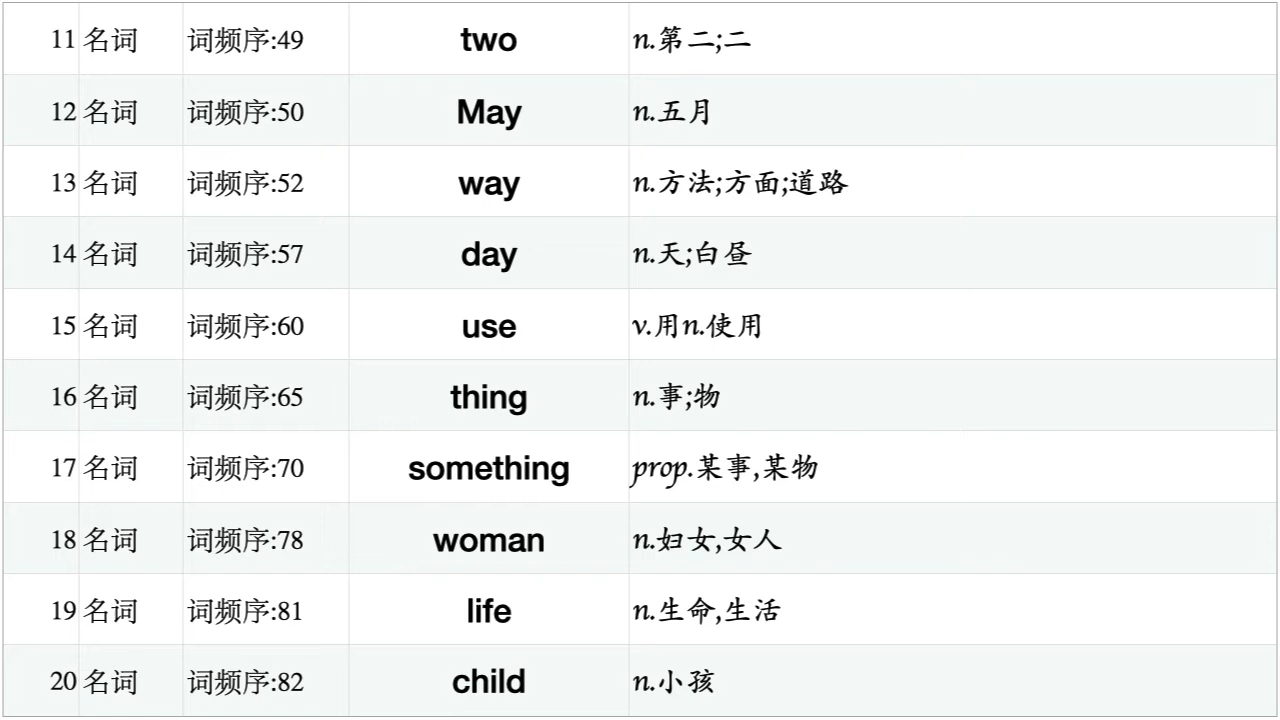 11 名词 词频序:49 two n.第二;二
12 名词 词频序:50 May n.五月
13 名词 词频序:52 way n.方法;方面;道路
14 名词 词频序:57 day n.天;白昼
15 名词 词频序:60 use v.用n.使用
16 名词 词频序:65 thing n.事;物
17 名词 词频序:70 something prop.某事,某物
18 名词 词频序:78 woman n.妇女,女人
19 名词 词频序:81 life n.生命,生活
20 名词 词频序:82 child n.小孩